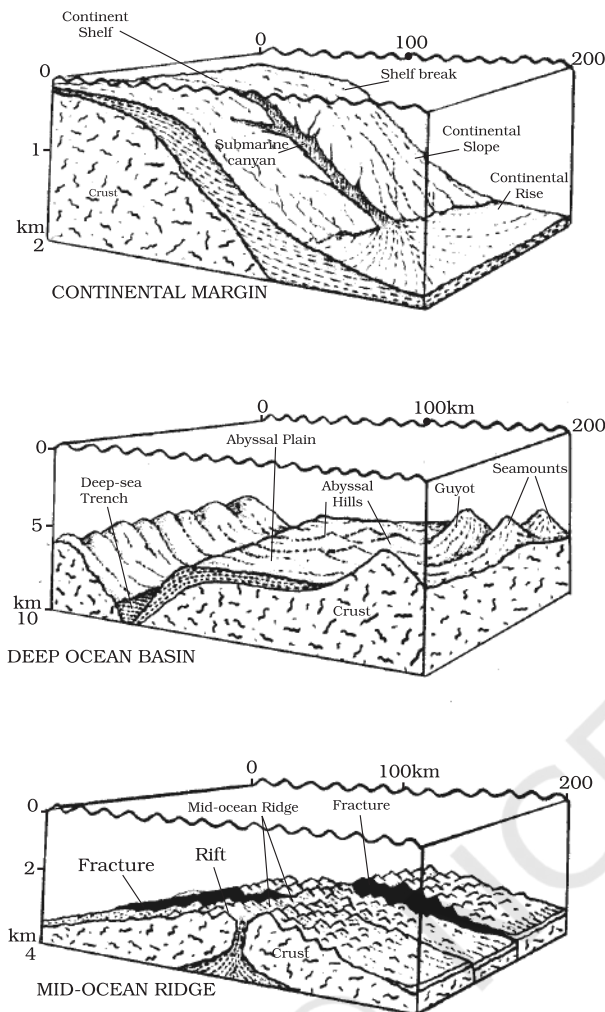 Continent
Shelf
0
100
200
Shelf break
0
Submarine
canyan
Continental
Slope
1
Continental
Rise
Crust
km
2
CONTINENTAL MARGIN
0
100km
200
0
Abyssal Plain
Deep-sea
Trench
Abyssal
Hills
Guyot
Seamounts
5
km
10
Crust
DEEP OCEAN BASIN
0
100km
200
0
Mid-ocean Ridge
Fracture
2
Fracture
Rift
km
4
Crust
MID-OCEAN RIDGE